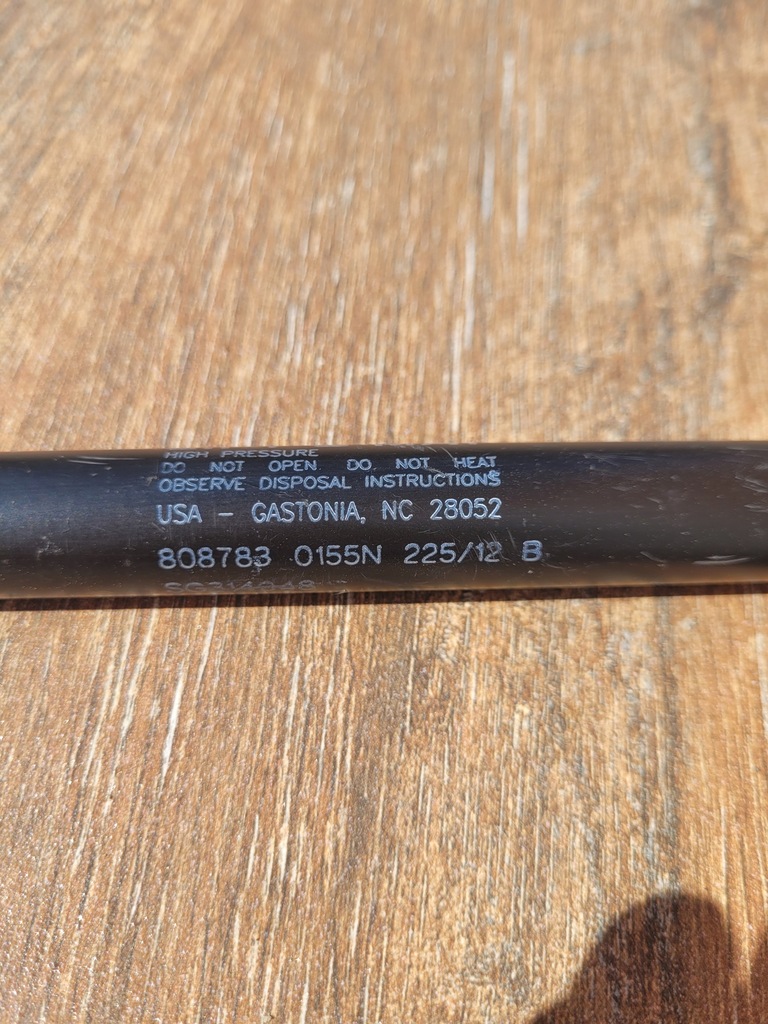 HIGH PRESSURE
DO NOT OPEN DO NOT HEAT
OBSERVE DISPOSAL INSTRUCTIONS
USA - GASTONIA, NC 28052
808783 0155N 225/12 B